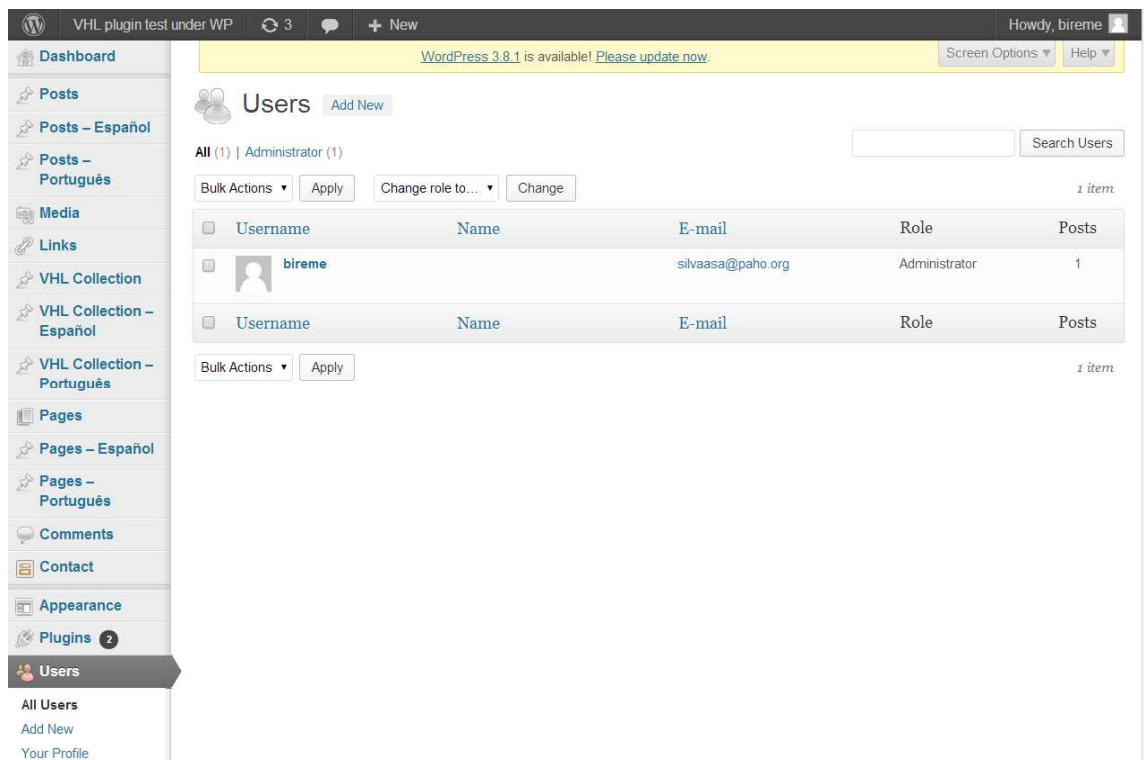 VHL plugin test under WP 3 + New Howdy, bireme
WordPress 3.8.1 is available! Please update now.
Screen Options ▼ Help ▼
Dashboard
Posts
Posts – Español
Posts –
Português
Media
Links
VHL Collection
VHL Collection –
Español
VHL Collection –
Português
Pages
Pages – Español
Pages –
Português
Comments
Contact
Appearance
Plugins 2
Users
All Users
Add New
Your Profile
Users Add New
Search Users
All (1) | Administrator (1)
Bulk Actions ▼ Apply Change role to... ▼ Change 1 item
Username Name E-mail Role Posts
bireme silvaasa@paho.org Administrator 1
Username Name E-mail Role Posts
Bulk Actions ▼ Apply 1 item